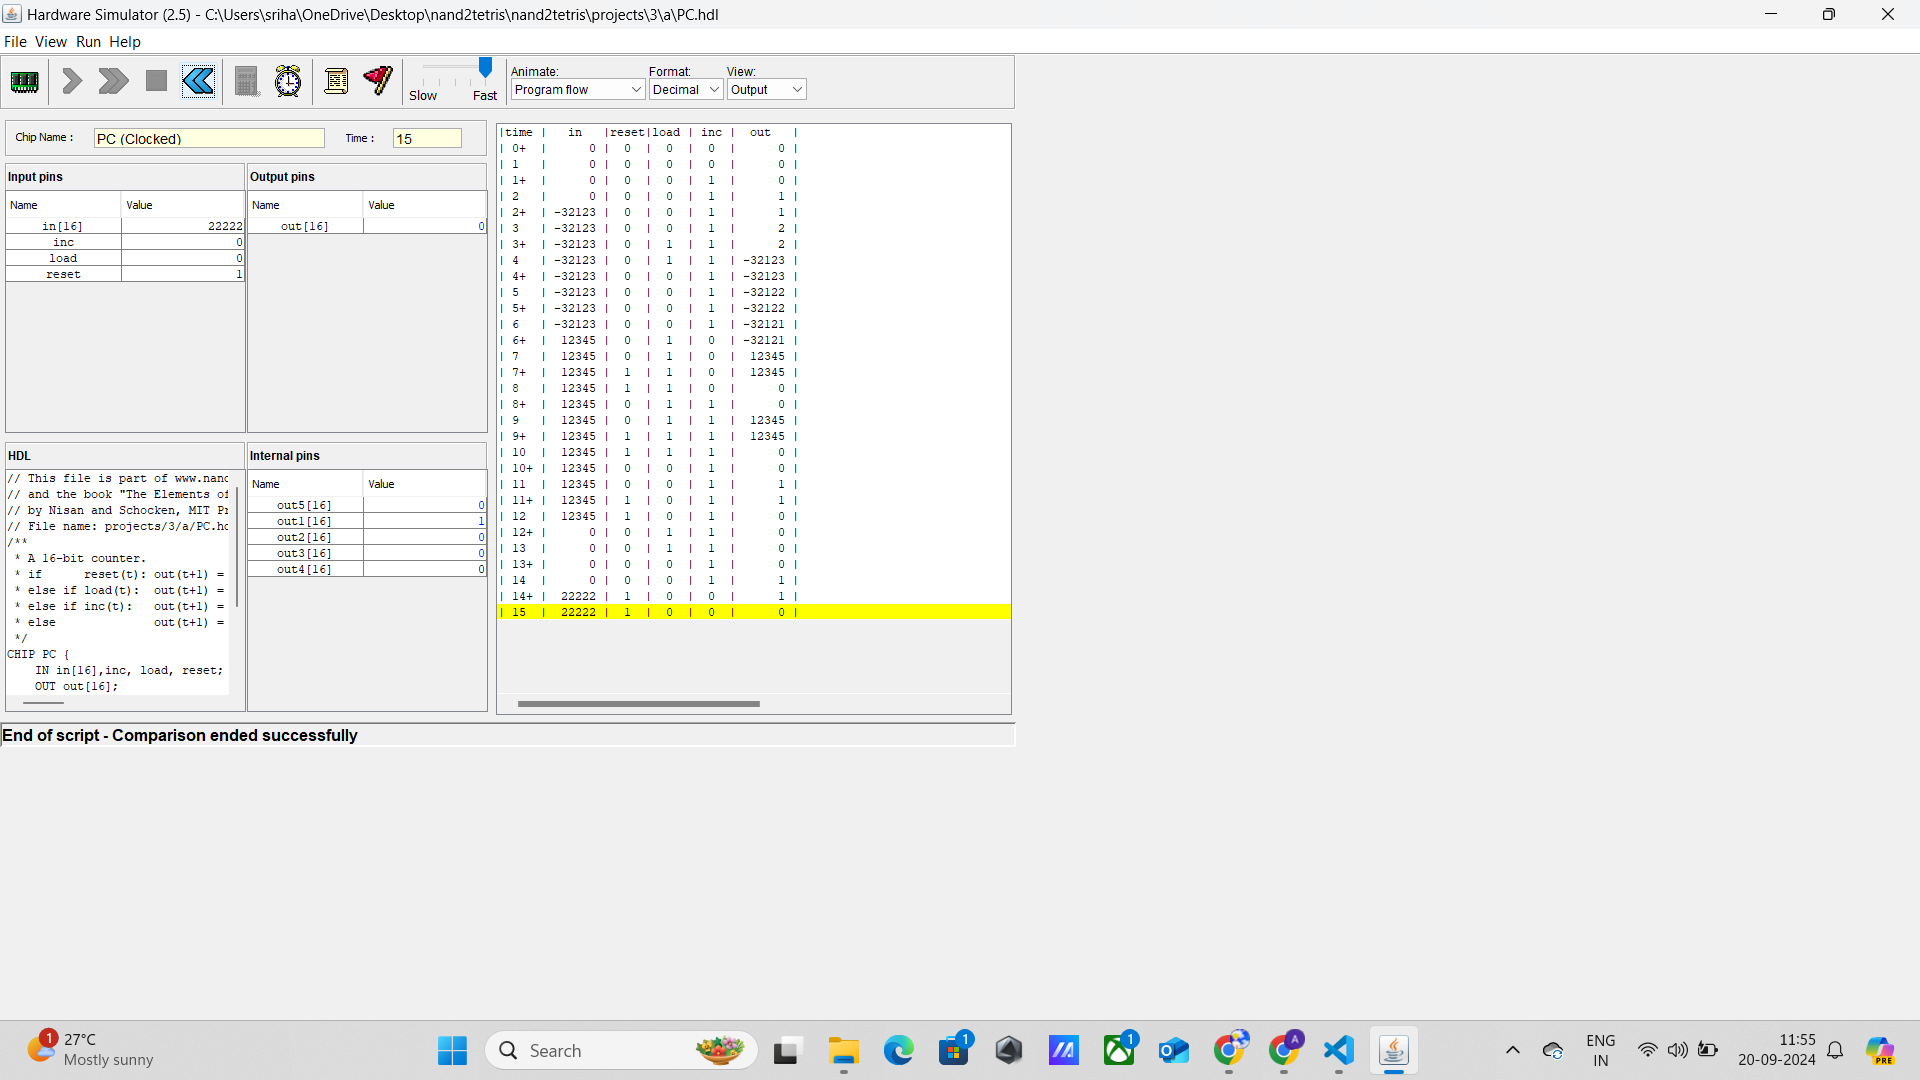 Hardware Simulator (2.5) - C:\Users\sriha\OneDrive\Desktop\nand2tetris\nand2tetris\projects\3\a\PC.hdl
File View Run Help
Slow Fast
Animate: Format: View:
Program flow Decimal Output
Chip Name : PC (Clocked) Time : 15
Input pins
Name Value
in[16] 22222
inc 0
load 0
reset 1
Output pins
Name Value
out[16] 0
HDL
// This file is part of www.nand
// and the book "The Elements of
// by Nisan and Schocken, MIT Pr
// File name: projects/3/a/PC.hd
/**
* A 16-bit counter.
* if reset(t): out(t+1) =
* else if load(t): out(t+1) =
* else if inc(t): out(t+1) =
* else out(t+1) =
*/
CHIP PC {
IN in[16],inc, load, reset;
OUT out[16];
Internal pins
Name Value
out5[16] 0
out1[16] 1
out2[16] 0
out3[16] 0
out4[16] 0
|time | in |reset|load | inc | out |
| 0+ | 0 | 0 | 0 | 0 | 0 |
| 1 | 0 | 0 | 0 | 0 | 0 |
| 1+ | 0 | 0 | 0 | 1 | 0 |
| 2 | 0 | 0 | 0 | 1 | 1 |
| 2+ | -32123 | 0 | 0 | 1 | 1 |
| 3 | -32123 | 0 | 0 | 1 | 2 |
| 3+ | -32123 | 0 | 1 | 1 | 2 |
| 4 | -32123 | 0 | 1 | 1 | -32123 |
| 4+ | -32123 | 0 | 0 | 1 | -32123 |
| 5 | -32123 | 0 | 0 | 1 | -32122 |
| 5+ | -32123 | 0 | 0 | 1 | -32122 |
| 6 | -32123 | 0 | 0 | 1 | -32121 |
| 6+ | 12345 | 0 | 1 | 0 | -32121 |
| 7 | 12345 | 0 | 1 | 0 | 12345 |
| 7+ | 12345 | 1 | 1 | 0 | 12345 |
| 8 | 12345 | 1 | 1 | 0 | 0 |
| 8+ | 12345 | 0 | 1 | 1 | 0 |
| 9 | 12345 | 0 | 1 | 1 | 12345 |
| 9+ | 12345 | 1 | 1 | 1 | 12345 |
| 10 | 12345 | 1 | 1 | 1 | 0 |
| 10+ | 12345 | 0 | 0 | 1 | 0 |
| 11 | 12345 | 0 | 0 | 1 | 1 |
| 11+ | 12345 | 1 | 0 | 1 | 1 |
| 12 | 12345 | 1 | 0 | 1 | 0 |
| 12+ | 0 | 0 | 1 | 1 | 0 |
| 13 | 0 | 0 | 1 | 1 | 0 |
| 13+ | 0 | 0 | 0 | 1 | 0 |
| 14 | 0 | 0 | 0 | 1 | 1 |
| 14+ | 22222 | 1 | 0 | 0 | 1 |
| 15 | 22222 | 1 | 0 | 0 | 0 |
End of script - Comparison ended successfully
1
27°C
Mostly sunny
Search
1
1
A
ENG
IN
11:55
20-09-2024
PRE